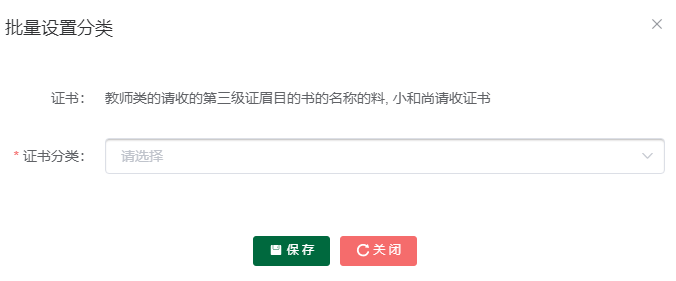 批量设置分类
证书： 教师类的请收的第三级证眉目的书的名称的料, 小和尚请收证书
* 证书分类： 请选择
保存 关闭